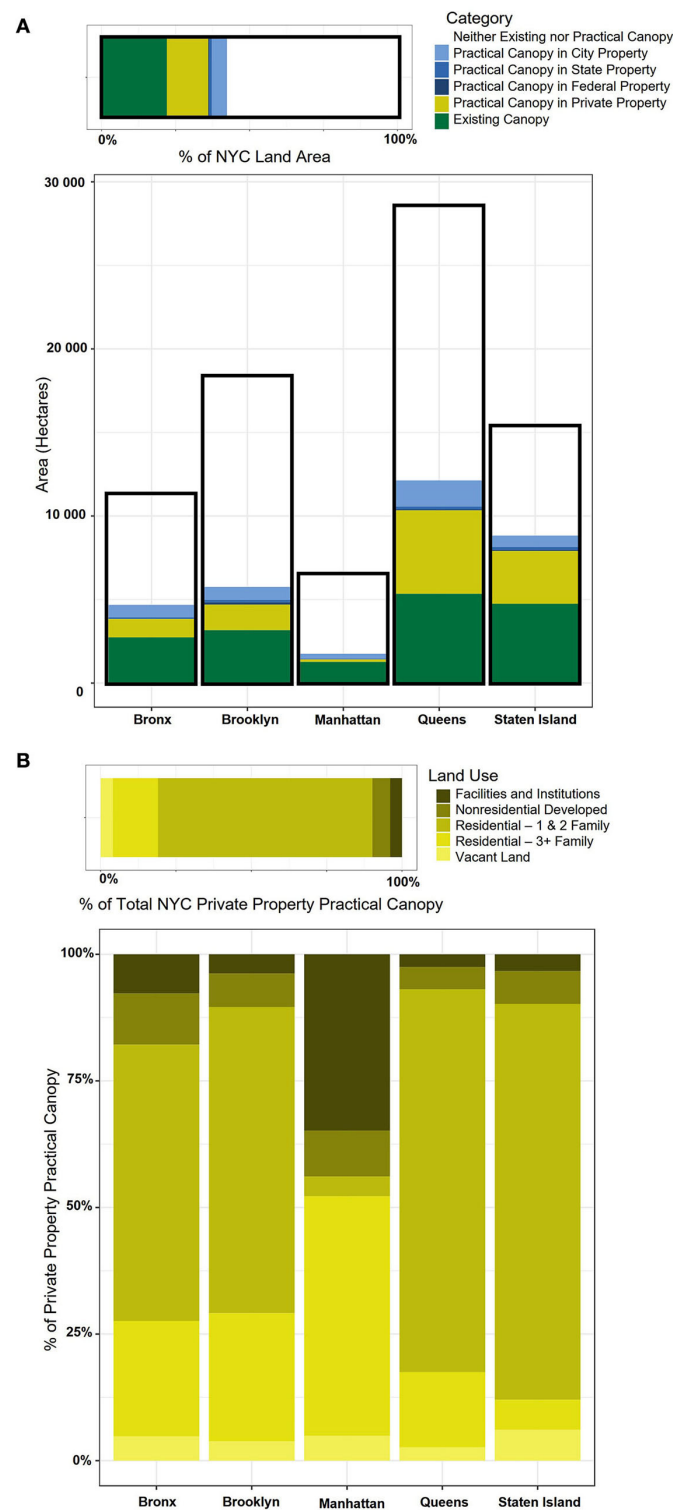 A
Category
Neither Existing nor Practical Canopy
Practical Canopy in City Property
Practical Canopy in State Property
Practical Canopy in Federal Property
Practical Canopy in Private Property
Existing Canopy
0%
100%
% of NYC Land Area
30 000
20 000
10 000
0
Area (Hectares)
Bronx
Brooklyn
Manhattan
Queens
Staten Island
B
Land Use
Facilities and Institutions
Nonresidential Developed
Residential – 1 & 2 Family
Residential – 3+ Family
Vacant Land
0%
100%
% of Total NYC Private Property Practical Canopy
100%
75%
50%
25%
0%
% of Private Property Practical Canopy
Bronx
Brooklyn
Manhattan
Queens
Staten Island